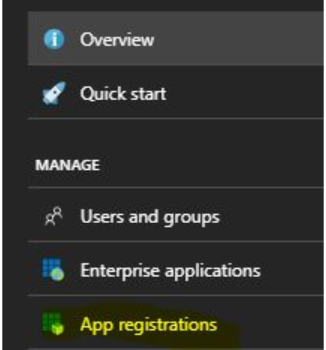 Overview
Quick start
MANAGE
Users and groups
Enterprise applications
App registrations